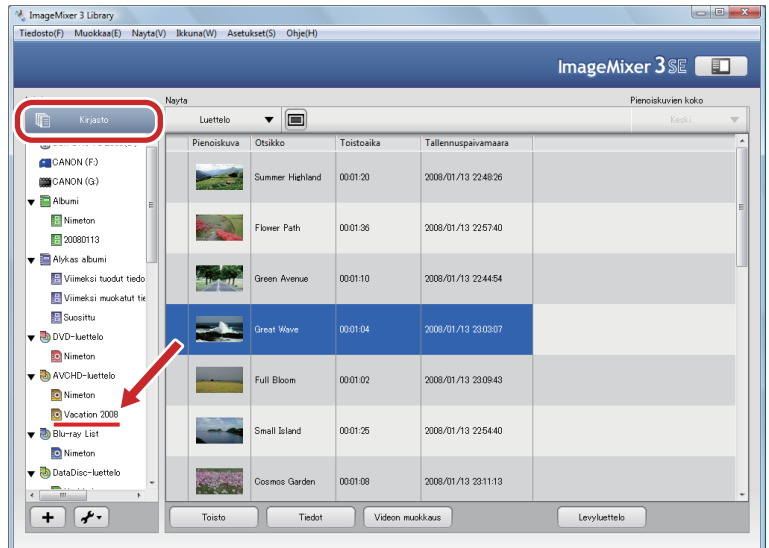 ImageMixer 3 Library
Tiedosto(F) Muokkaa(E) Nayta(V) Ikkuna(W) Asetukset(S) Ohje(H)
ImageMixer 3 SE
Nayta
Pienoiskuvien koko
Kirjasto
Luettelo
Keski
Pienoiskuva Otsikko Toistoaika Tallennuspaivamaara
CANON (F:)
CANON (G:)
Albumi
Nimeton
20080113
Alykas albumi
Viimeksi tuodut tiedo
Viimeksi muokatut tie
Suosittu
DVD-luettelo
Nimeton
AVCHD-luettelo
Nimeton
Vacation 2008
Blu-ray List
Nimeton
DataDisc-luettelo
Summer Highland 00:01:20 2008/01/13 22:48:26
Flower Path 00:01:36 2008/01/13 22:57:40
Green Avenue 00:01:10 2008/01/13 22:44:54
Great Wave 00:01:04 2008/01/13 23:03:07
Full Bloom 00:01:02 2008/01/13 23:09:43
Small Island 00:01:25 2008/01/13 22:54:40
Cosmos Garden 00:01:08 2008/01/13 23:11:13
Toisto
Tiedot
Videon muokkaus
Levyluettelo